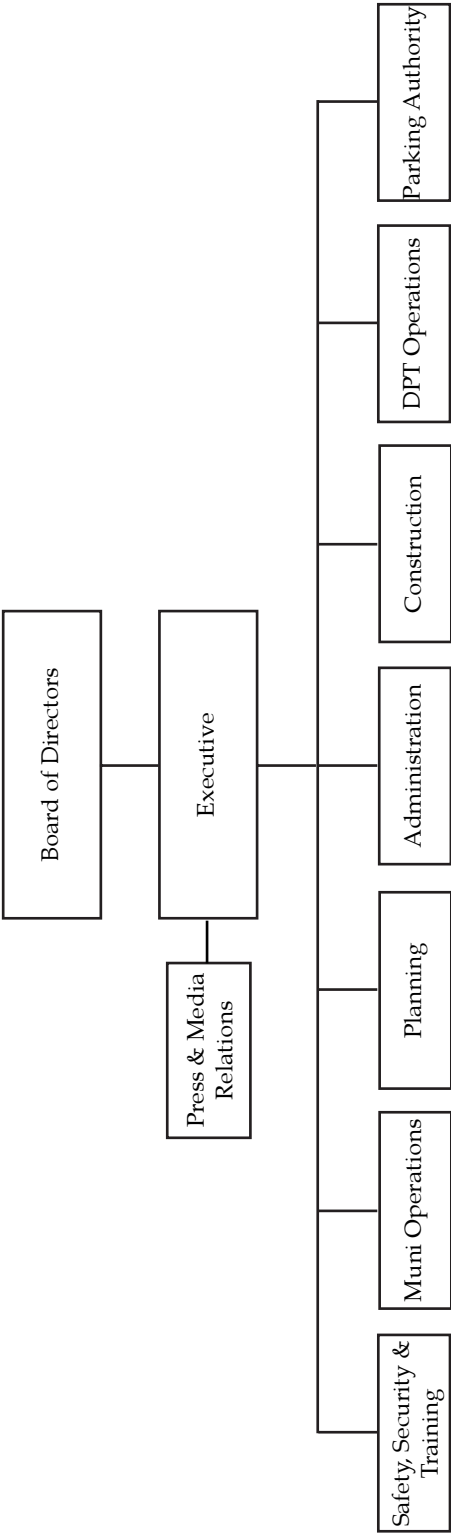 Board of Directors
Executive
Press & Media
Relations
Safety, Security &
Training
Muni Operations
Planning
Administration
Construction
DPT Operations
Parking Authority